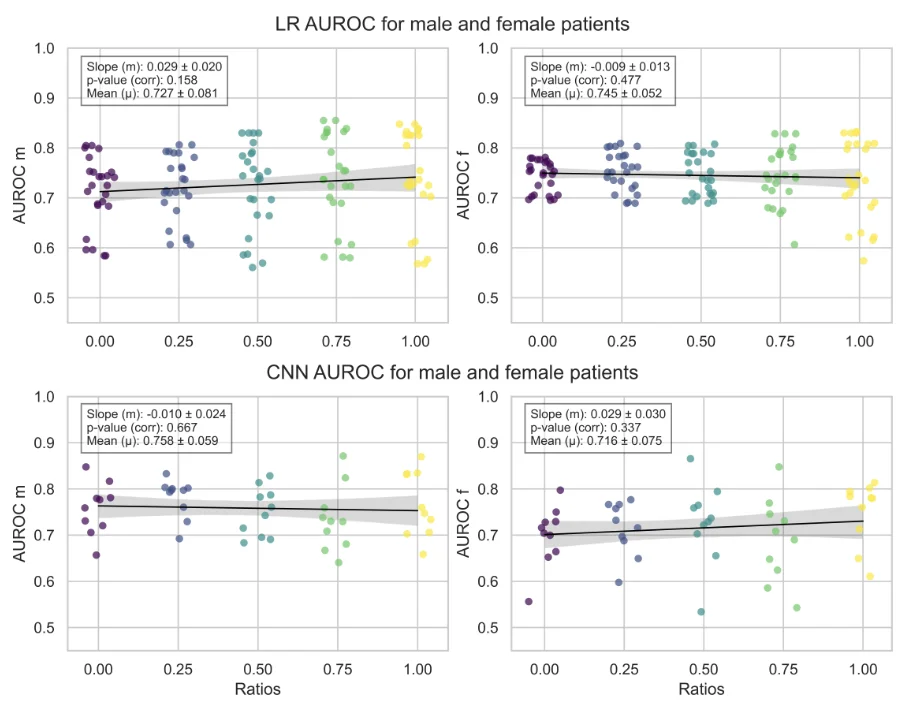 LR AUROC for male and female patients
Slope (m): 0.029 ± 0.020
p-value (corr): 0.158
Mean (μ): 0.727 ± 0.081
AUROC m
1.0
0.9
0.8
0.7
0.6
0.5
0.00 0.25 0.50 0.75 1.00
Slope (m): -0.009 ± 0.013
p-value (corr): 0.477
Mean (μ): 0.745 ± 0.052
AUROC f
1.0
0.9
0.8
0.7
0.6
0.5
0.00 0.25 0.50 0.75 1.00
CNN AUROC for male and female patients
Slope (m): -0.010 ± 0.024
p-value (corr): 0.667
Mean (μ): 0.758 ± 0.059
AUROC m
1.0
0.9
0.8
0.7
0.6
0.5
0.00 0.25 0.50 0.75 1.00
Ratios
Slope (m): 0.029 ± 0.030
p-value (corr): 0.337
Mean (μ): 0.716 ± 0.075
AUROC f
1.0
0.9
0.8
0.7
0.6
0.5
0.00 0.25 0.50 0.75 1.00
Ratios